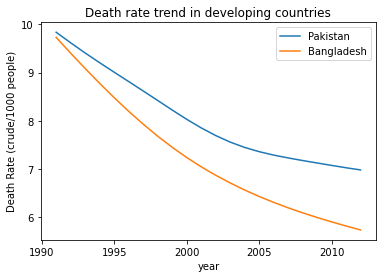 Death rate trend in developing countries
Pakistan
Bangladesh
Death Rate (crude/1000 people)
10
9
8
7
6
1990
1995
2000
2005
2010
year